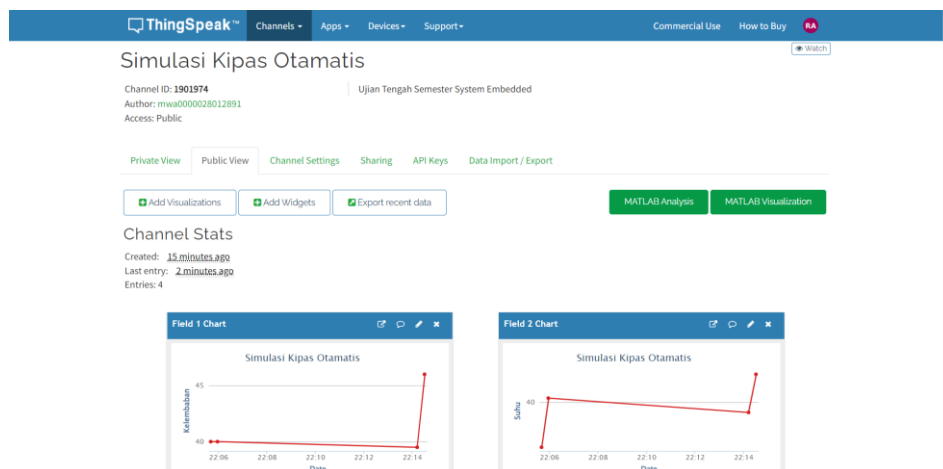 ThingSpeak™ Channels Apps Devices Support Commercial Use How to Buy RA
Watch
Simulasi Kipas Otamatis
Channel ID: 1901974 Ujian Tengah Semester System Embedded
Author: mwa0000028012891
Access: Public
Private View Public View Channel Settings Sharing API Keys Data Import / Export
Add Visualizations Add Widgets Export recent data MATLAB Analysis MATLAB Visualization
Channel Stats
Created: 15 minutes ago
Last entry: 2 minutes ago
Entries: 4
Field 1 Chart
Simulasi Kipas Otamatis
Kelembaban
45
40
22:06 22:08 22:10 22:12 22:14
Date
Field 2 Chart
Simulasi Kipas Otamatis
Suhu
40
22:06 22:08 22:10 22:12 22:14
Date